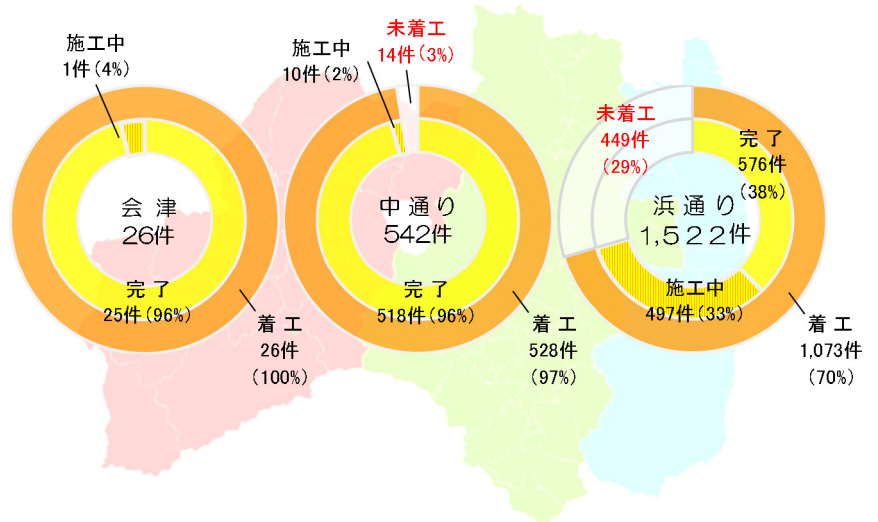 施工中
1件(4%)
会津
26件
完了
25件(96%)
着工
26件
(100%)
施工中
10件(2%)
未着工
14件(3%)
中通り
542件
完了
518件(96%)
着工
528件
(97%)
未着工
449件
(29%)
完了
576件
(38%)
浜通り
1,522件
施工中
497件(33%)
着工
1,073件
(70%)